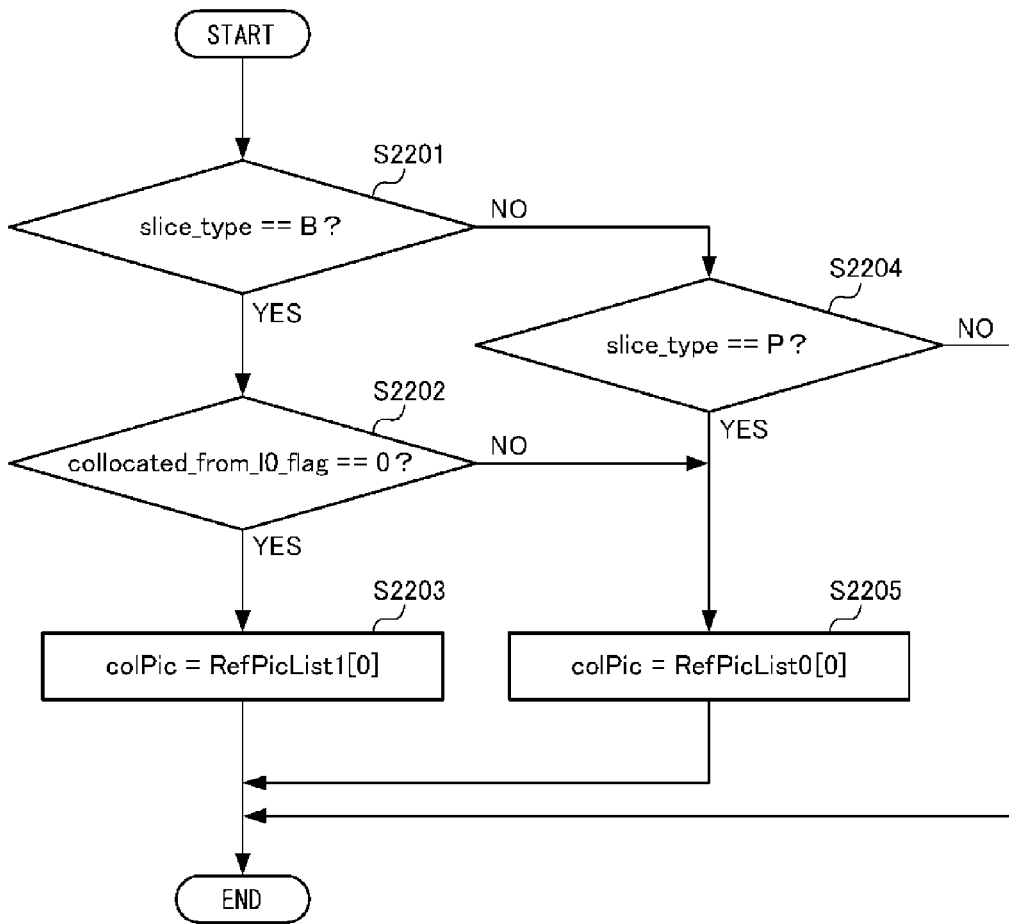 START
S2201
slice_type == B?
NO
YES
S2204
slice_type == P?
NO
YES
S2202
collocated_from_l0_flag == 0?
NO
YES
S2203
colPic = RefPicList1[0]
S2205
colPic = RefPicList0[0]
END